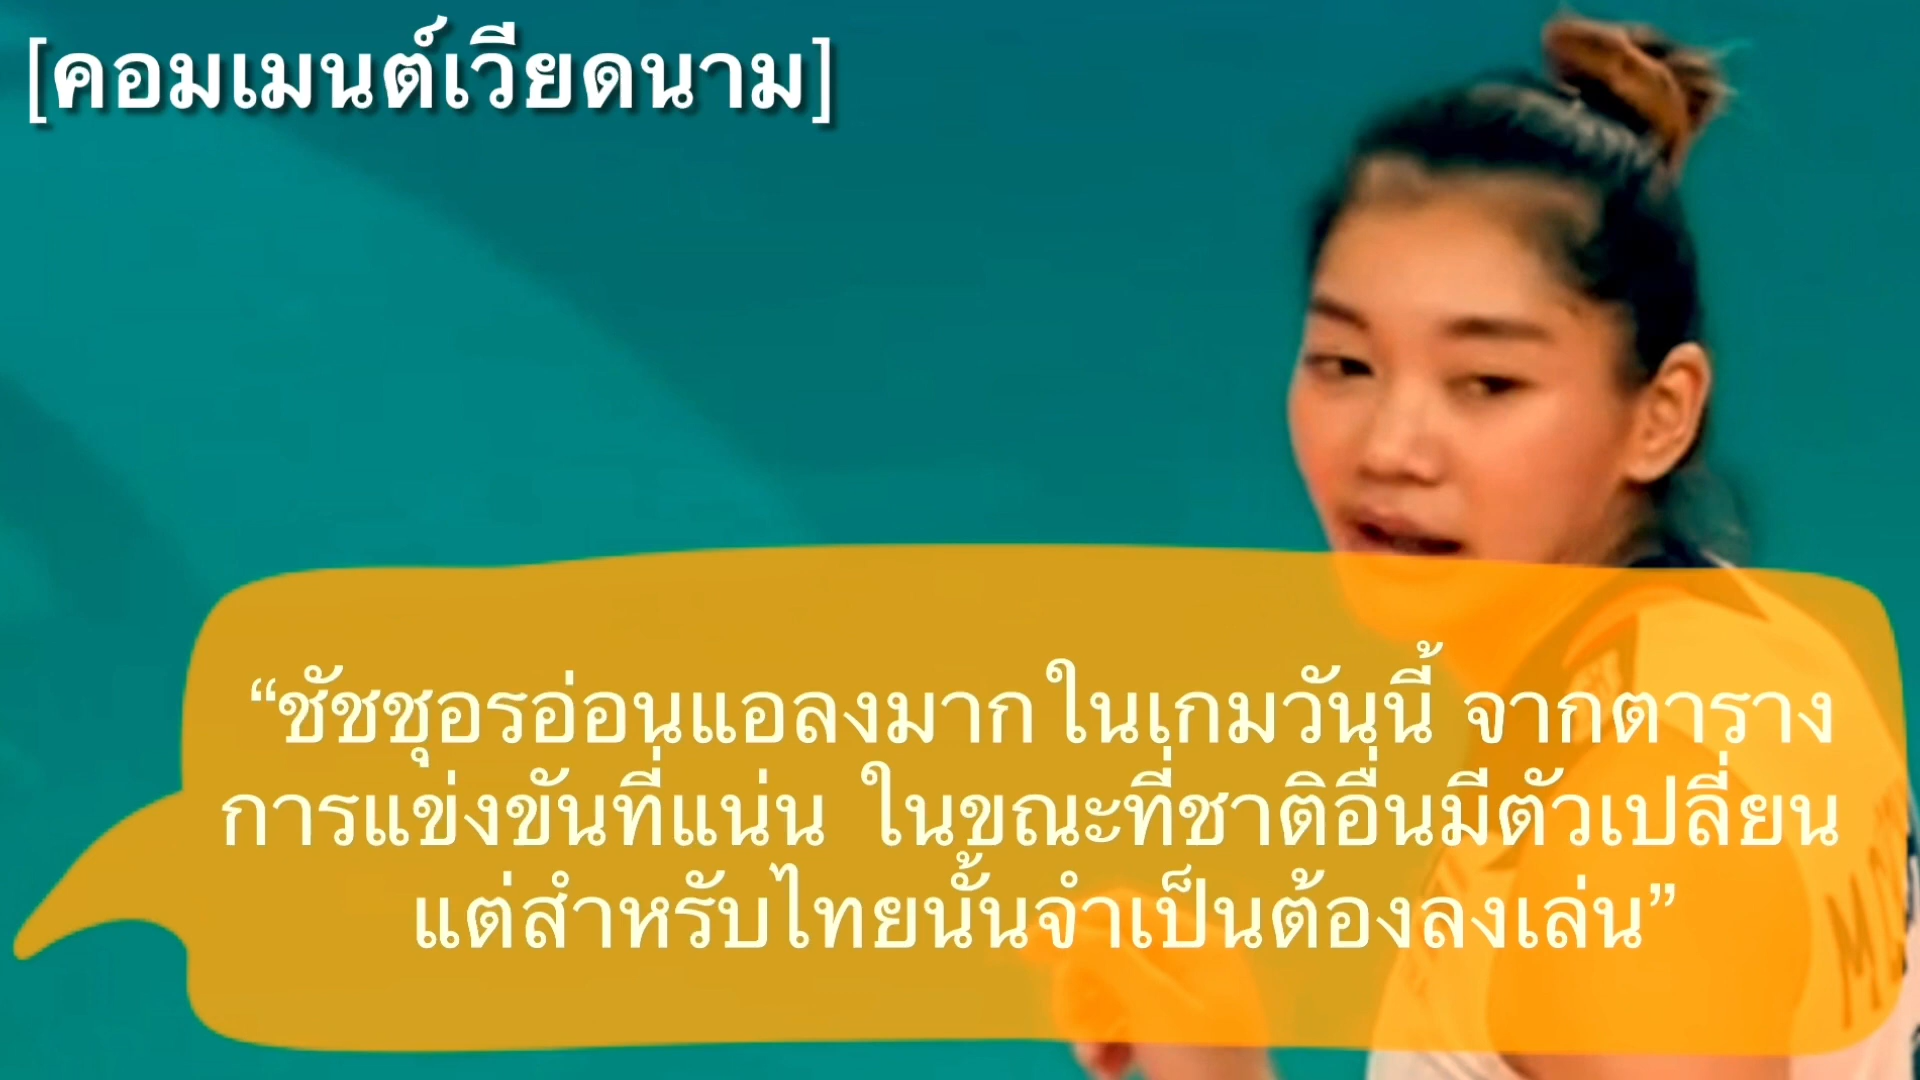 [คอมเมนต์เวียดนาม]
“ชัชชุอรอ่อนแอลงมากในเกมวันนี้ จากตาราง
การแข่งขันที่แน่น ในขณะที่ชาติอื่นมีตัวเปลี่ยน
แต่สำหรับไทยนั้นจำเป็นต้องลงเล่น”